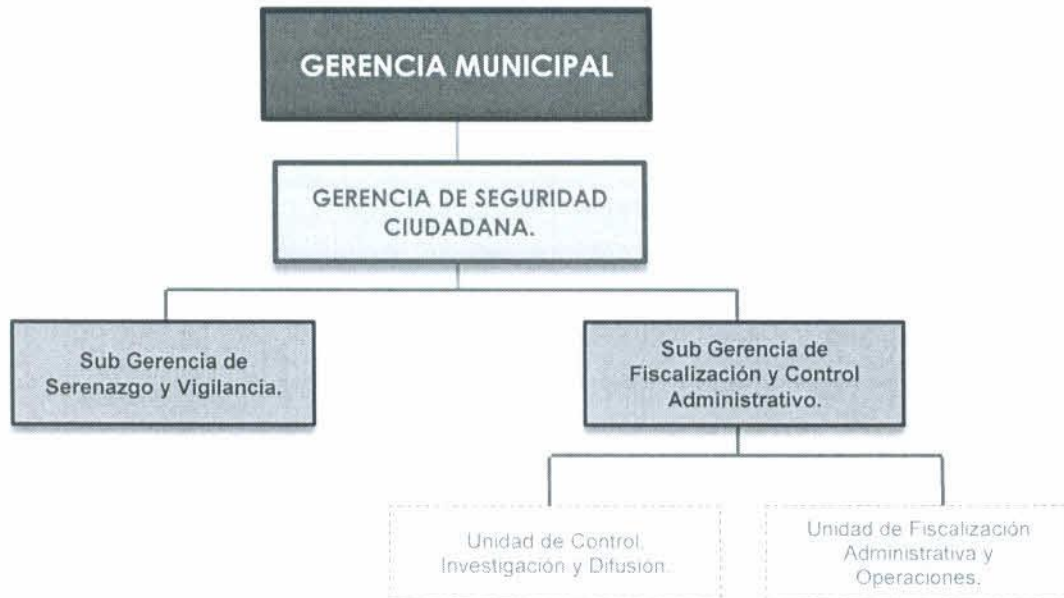 GERENCIA MUNICIPAL
GERENCIA DE SEGURIDAD
CIUDADANA.
Sub Gerencia de
Serenazgo y Vigilancia.
Sub Gerencia de
Fiscalización y Control
Administrativo.
Unidad de Control,
Investigación y Difusión.
Unidad de Fiscalización
Administrativa y
Operaciones.